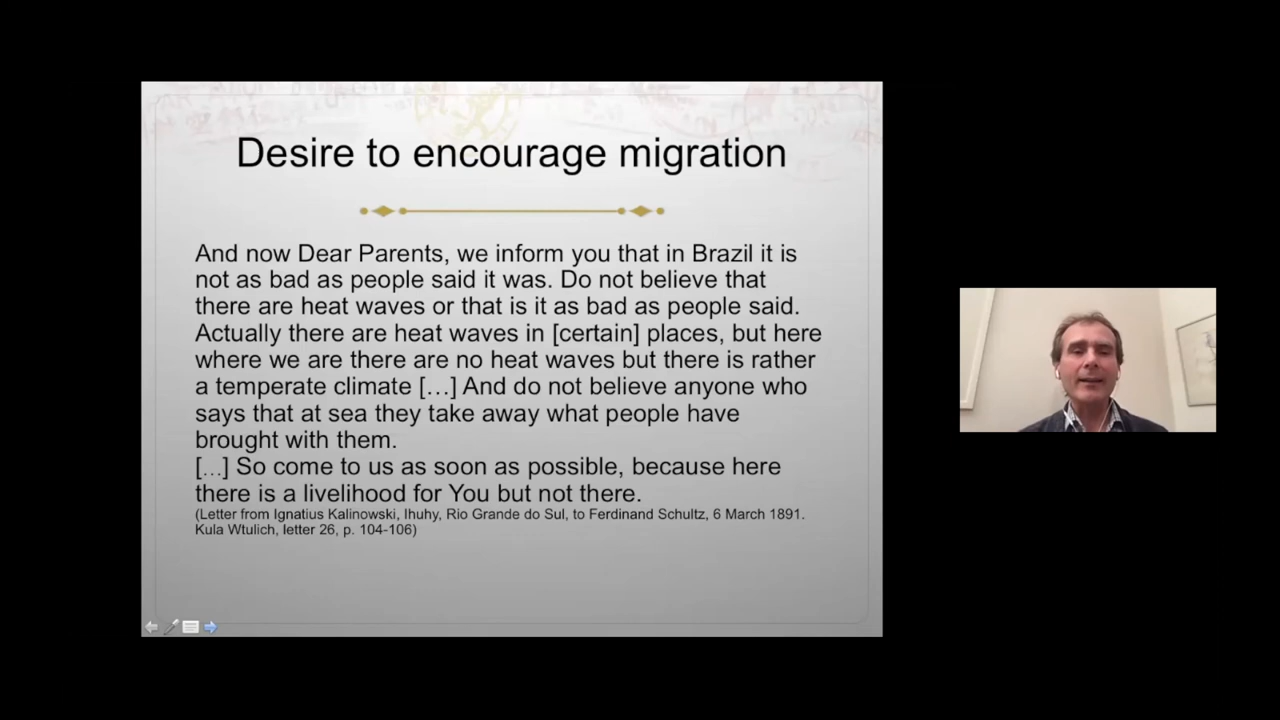 Desire to encourage migration
And now Dear Parents, we inform you that in Brazil it is
not as bad as people said it was. Do not believe that
there are heat waves or that is it as bad as people said.
Actually there are heat waves in [certain] places, but here
where we are there are no heat waves but there is rather
a temperate climate […] And do not believe anyone who
says that at sea they take away what people have
brought with them.
[…] So come to us as soon as possible, because here
there is a livelihood for You but not there.
(Letter from Ignatius Kalinowski, Ihuhy, Rio Grande do Sul, to Ferdinand Schultz, 6 March 1891.
Kula Wtulich, letter 26, p. 104-106)